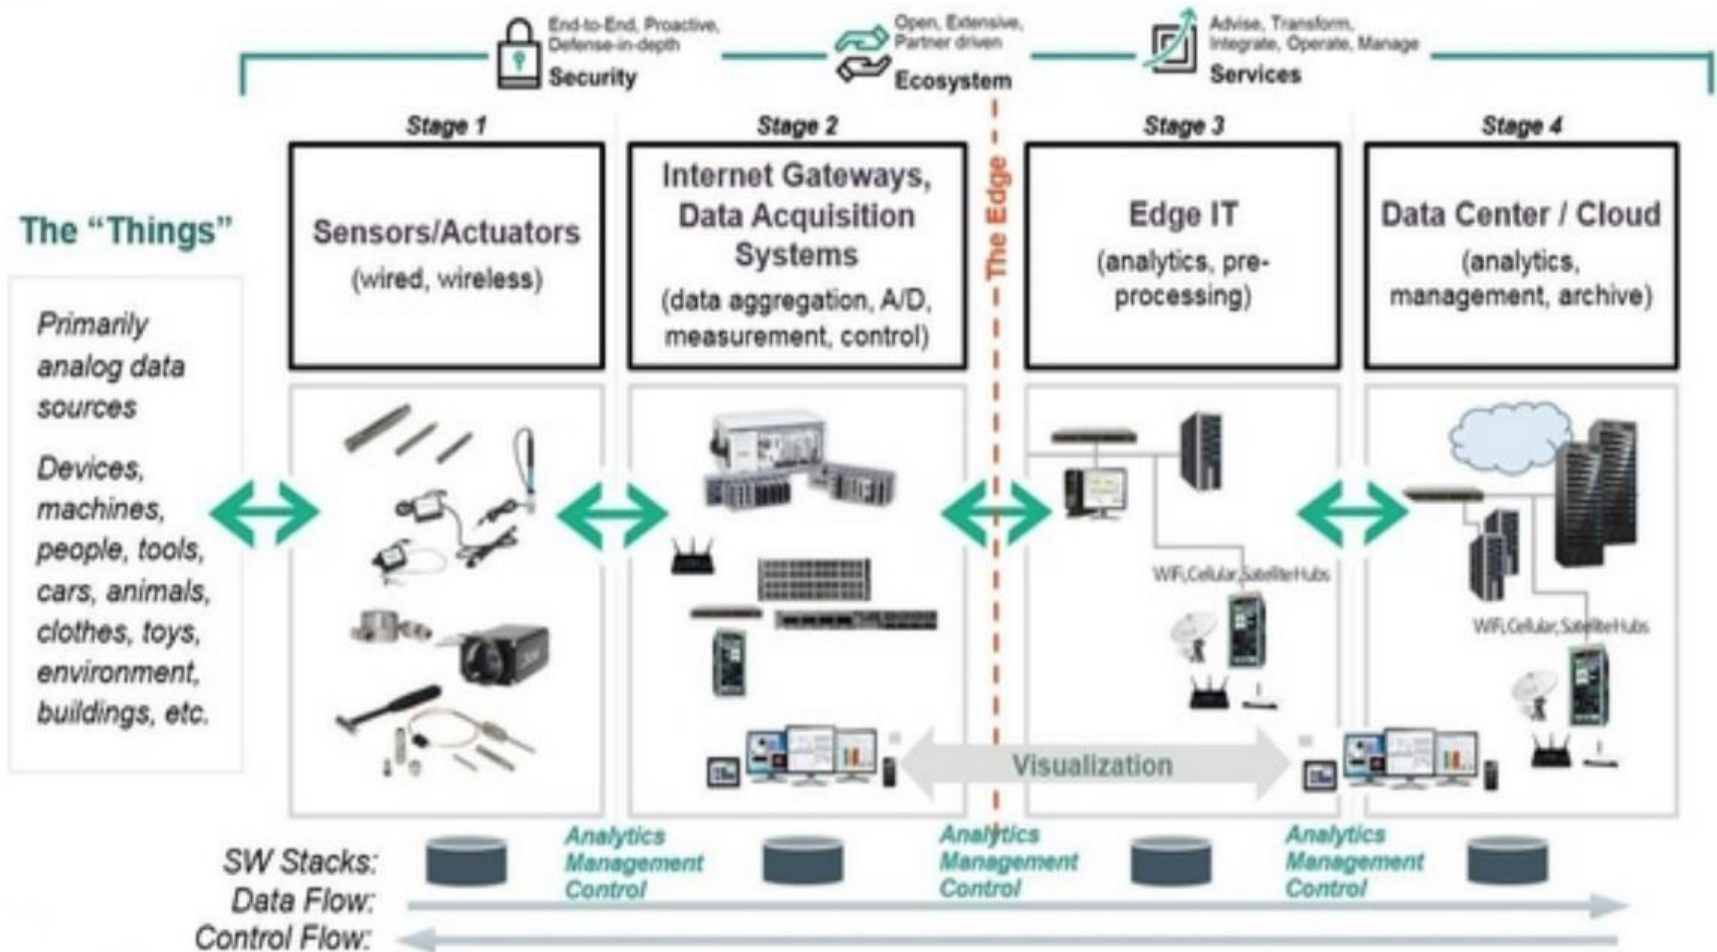 End-to-End, Proactive,
Defense-in-depth
Security
Open, Extensive,
Partner driven
Ecosystem
Advise, Transform,
Integrate, Operate, Manage
Services
Stage 1
Stage 2
Stage 3
Stage 4
The "Things"
Primarily
analog data
sources
Devices,
machines,
people, tools,
cars, animals,
clothes, toys,
environment,
buildings, etc.
Sensors/Actuators
(wired, wireless)
Internet Gateways,
Data Acquisition
Systems
(data aggregation, A/D,
measurement, control)
The Edge
Edge IT
(analytics, pre-
processing)
Data Center / Cloud
(analytics,
management, archive)
WiFi,Cellular,SatelliteHubs
WiFi,Cellular,SatelliteHubs
Visualization
SW Stacks:
Analytics
Management
Control
Analytics
Management
Control
Analytics
Management
Control
Data Flow:
Control Flow: